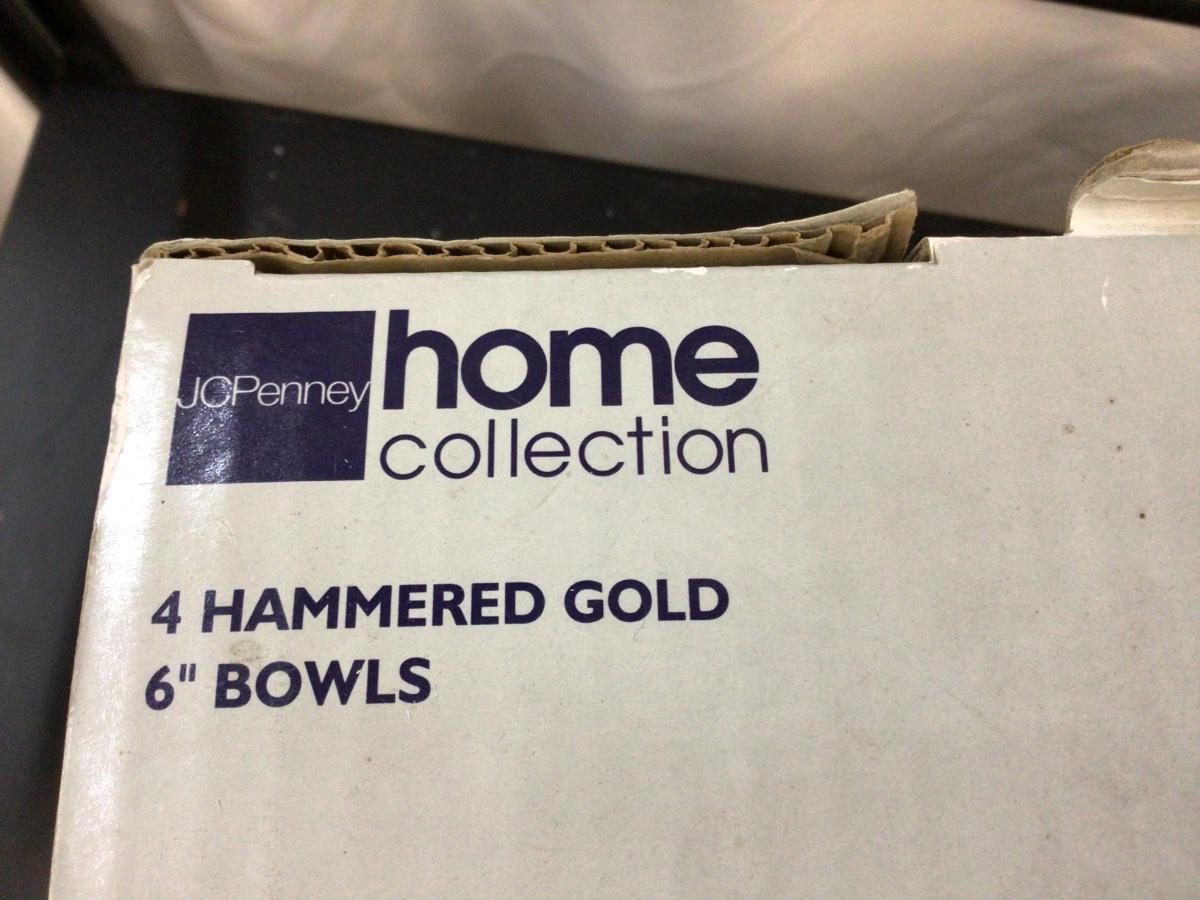 JCPenney
home
collection
4 HAMMERED GOLD
6" BOWLS